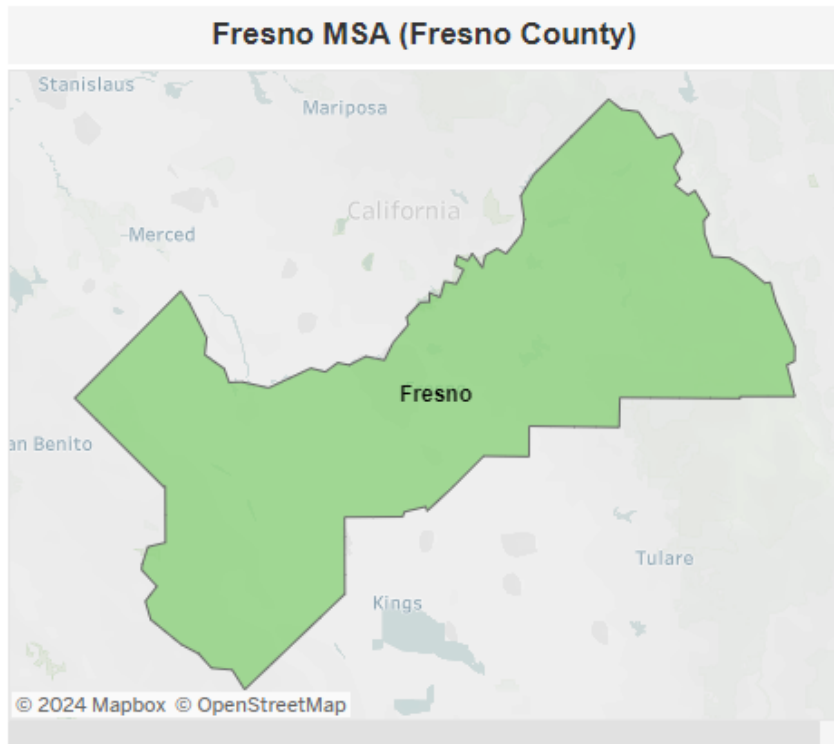 Fresno MSA (Fresno County)
Stanislaus
Mariposa
California
Merced
Fresno
an Benito
Tulare
Kings
© 2024 Mapbox © OpenStreetMap